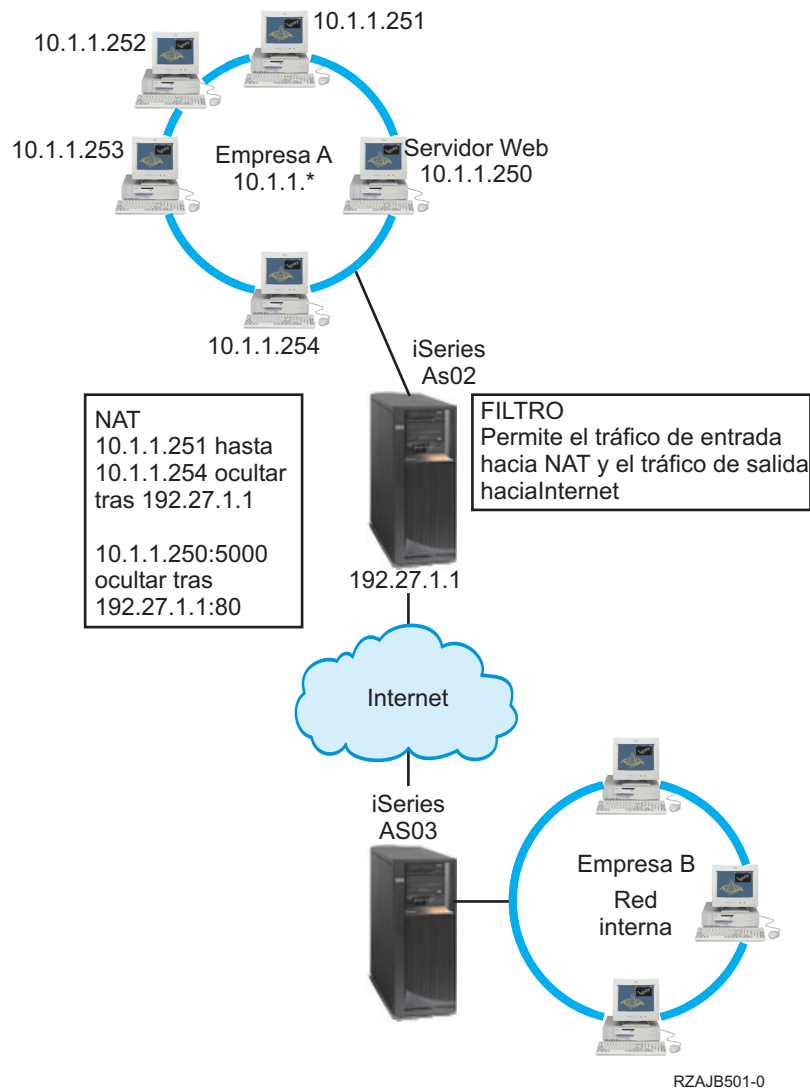 10.1.1.251
10.1.1.252
10.1.1.253
Empresa A
10.1.1.*
Servidor Web
10.1.1.250
10.1.1.254
iSeries
As02
NAT
10.1.1.251 hasta
10.1.1.254 ocultar
tras 192.27.1.1
10.1.1.250:5000
ocultar tras
192.27.1.1:80
FILTRO
Permite el tráfico de entrada
hacia NAT y el tráfico de salida
haciaInternet
192.27.1.1
Internet
iSeries
AS03
Empresa B
Red
interna
RZAJB501-0